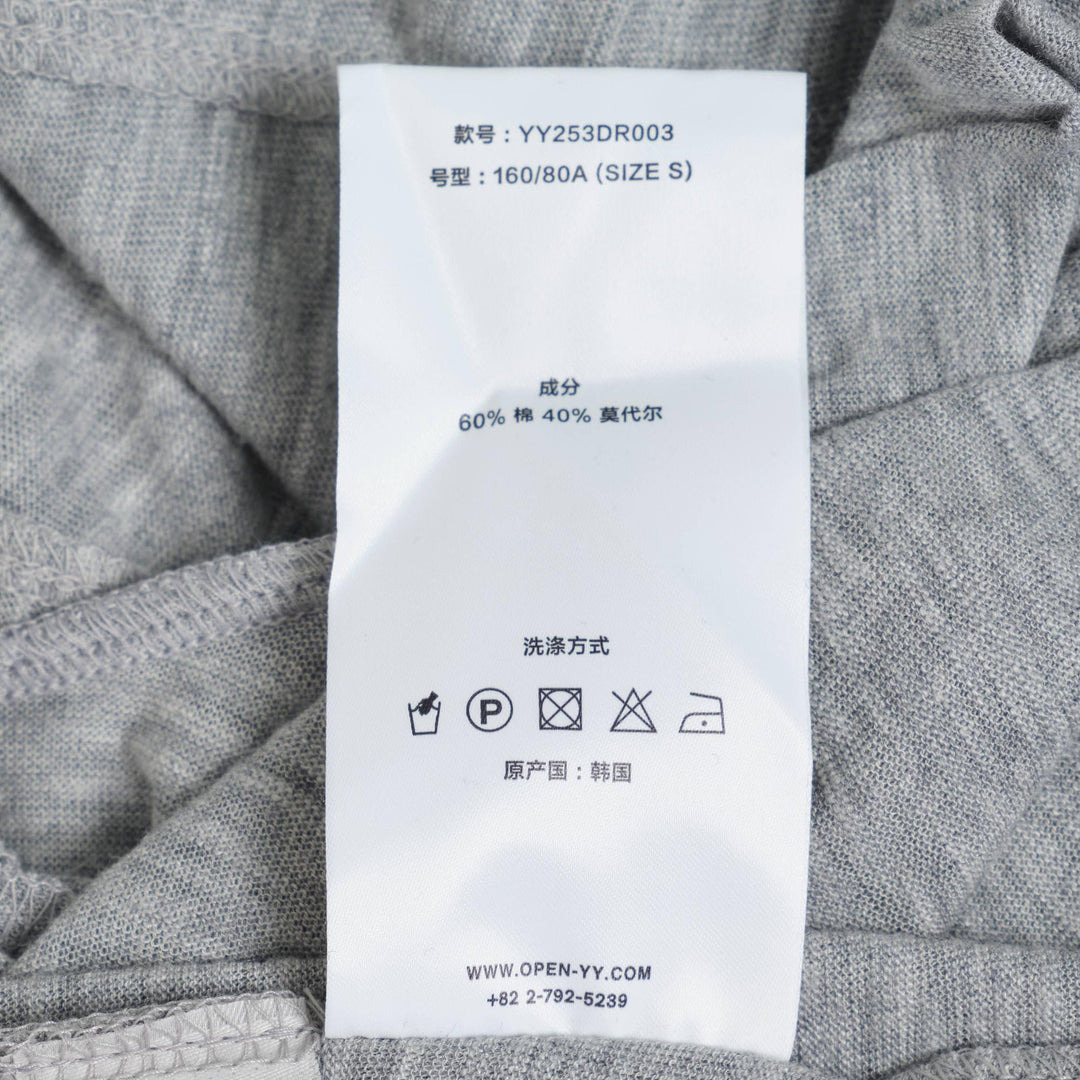 款号：YY253DR003
号型：160/80A (SIZE S)
成分
60% 棉 40% 莫代尔
洗涤方式
P
原产国：韩国
WWW.OPEN-YY.COM
+82 2-792-5239